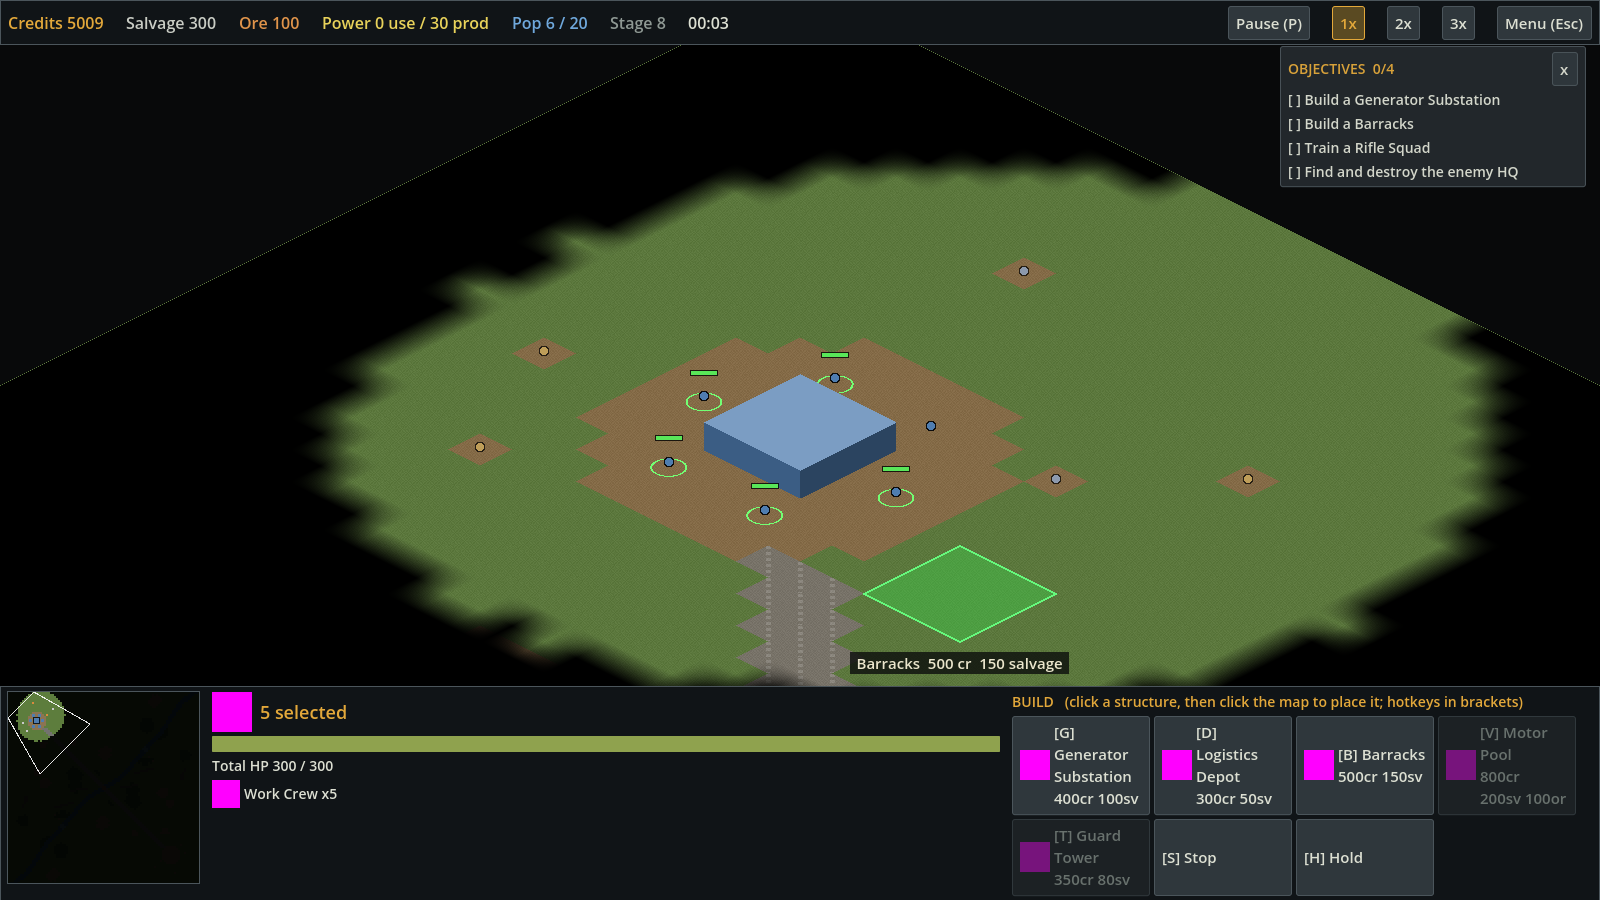 Credits 5009 Salvage 300 Ore 100 Power 0 use / 30 prod Pop 6 / 20 Stage 8 00:03 Pause (P) 1x 2x 3x Menu (Esc)
OBJECTIVES 0/4 x
[ ] Build a Generator Substation
[ ] Build a Barracks
[ ] Train a Rifle Squad
[ ] Find and destroy the enemy HQ
Barracks 500 cr 150 salvage
5 selected
Total HP 300 / 300
Work Crew x5
BUILD (click a structure, then click the map to place it; hotkeys in brackets)
[G]
Generator
Substation
400cr 100sv
[D]
Logistics
Depot
300cr 50sv
[B] Barracks
500cr 150sv
[V] Motor
Pool
800cr
200sv 100or
[T] Guard
Tower
350cr 80sv
[S] Stop
[H] Hold